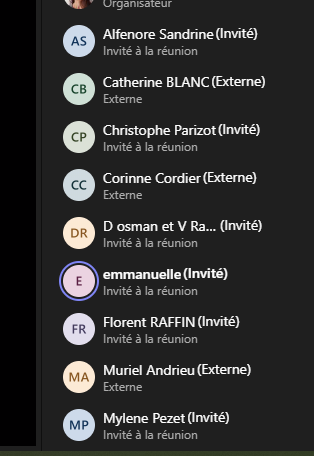 Organisateur
AS
Alfenore Sandrine (Invité)
Invité à la réunion
CB
Catherine BLANC (Externe)
Externe
CP
Christophe Parizot (Invité)
Invité à la réunion
CC
Corinne Cordier (Externe)
Externe
DR
D osman et V Ra... (Invité)
Invité à la réunion
E
emmanuelle (Invité)
Invité à la réunion
FR
Florent RAFFIN (Invité)
Invité à la réunion
MA
Muriel Andrieu (Externe)
Externe
MP
Mylene Pezet (Invité)
Invité à la réunion